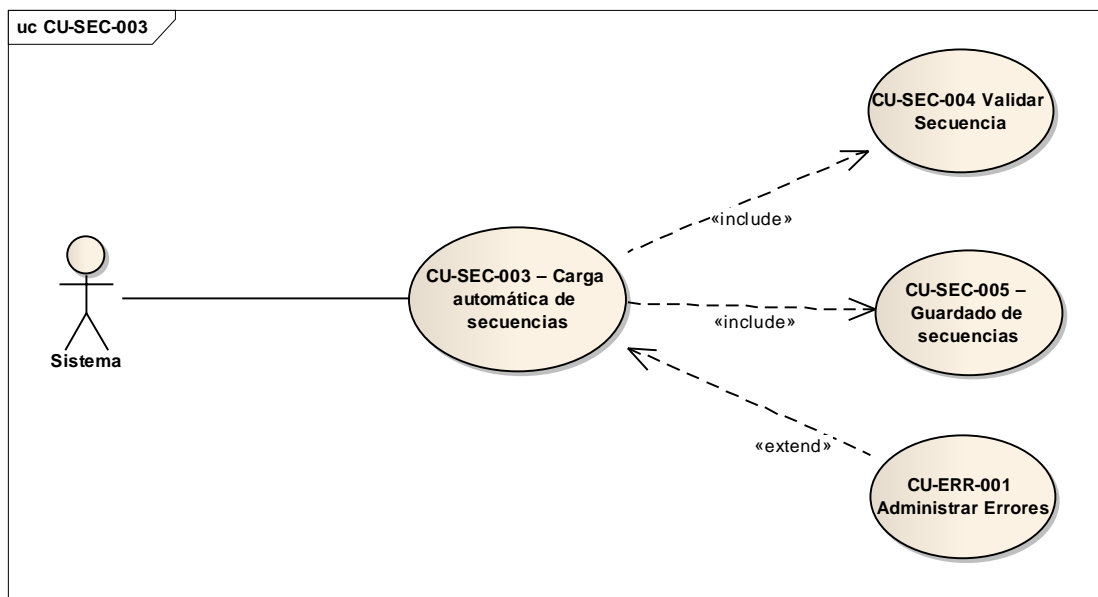 uc CU-SEC-003
CU-SEC-004 Validar
Secuencia
«include»
CU-SEC-003 – Carga
automática de
secuencias
CU-SEC-005 –
Guardado de
secuencias
«include»
Sistema
«extend»
CU-ERR-001
Administrar Errores